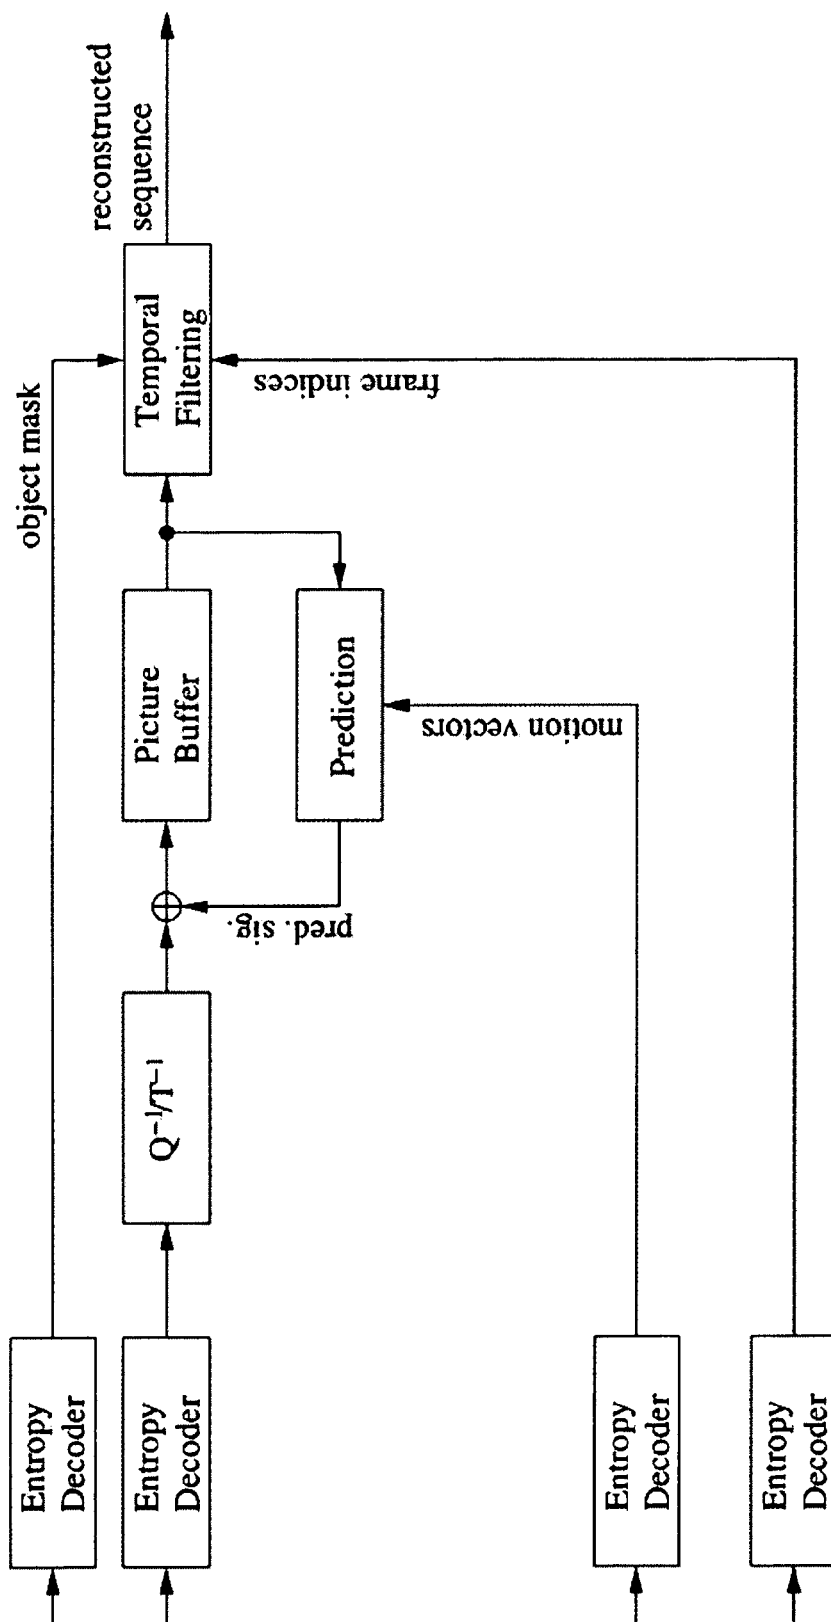 Entropy
Decoder
object mask
Entropy
Decoder
Q⁻¹/T⁻¹
Picture
Buffer
Temporal
Filtering
reconstructed
sequence
pred. sig.
Prediction
motion vectors
frame indices
Entropy
Decoder
Entropy
Decoder